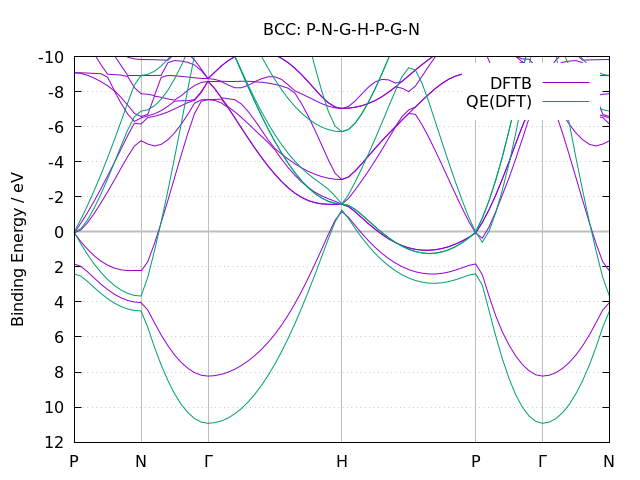 BCC: P-N-G-H-P-G-N
-10
-8
-6
-4
-2
0
2
4
6
8
10
12
Binding Energy / eV
DFTB
QE(DFT)
P N Γ H P Γ N